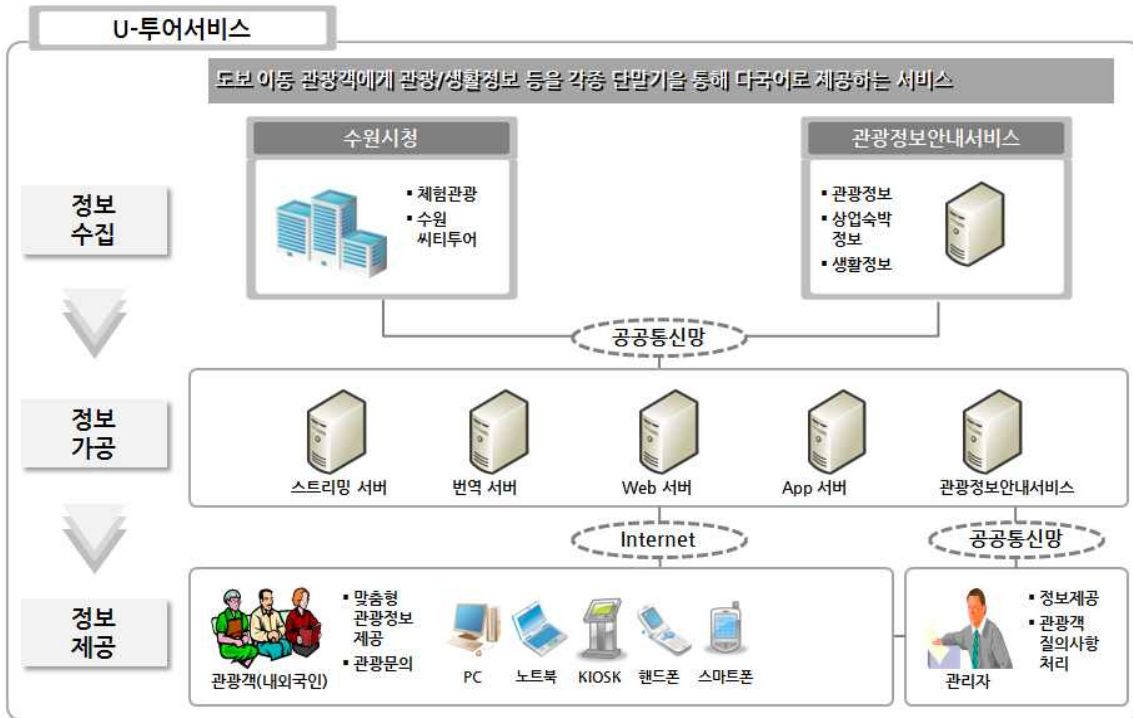 U-투어서비스
도보 이동 관광객에게 관광/생활정보 등을 각종 단말기을 통해 다국어로 제공하는 서비스
수원시청
관광정보안내서비스
정보
수집
▪ 체험관광
▪ 수원
씨티투어
▪ 관광정보
▪ 상업숙박
정보
▪ 생활정보
공공통신망
정보
가공
스트리밍 서버
번역 서버
Web 서버
App 서버
관광정보안내서비스
Internet
공공통신망
정보
제공
▪ 맞춤형
관광정보
제공
▪ 관광문의
관광객(내외국인)
PC
노트북
KIOSK
핸드폰
스마트폰
▪ 정보제공
▪ 관광객
질의사항
처리
관리자